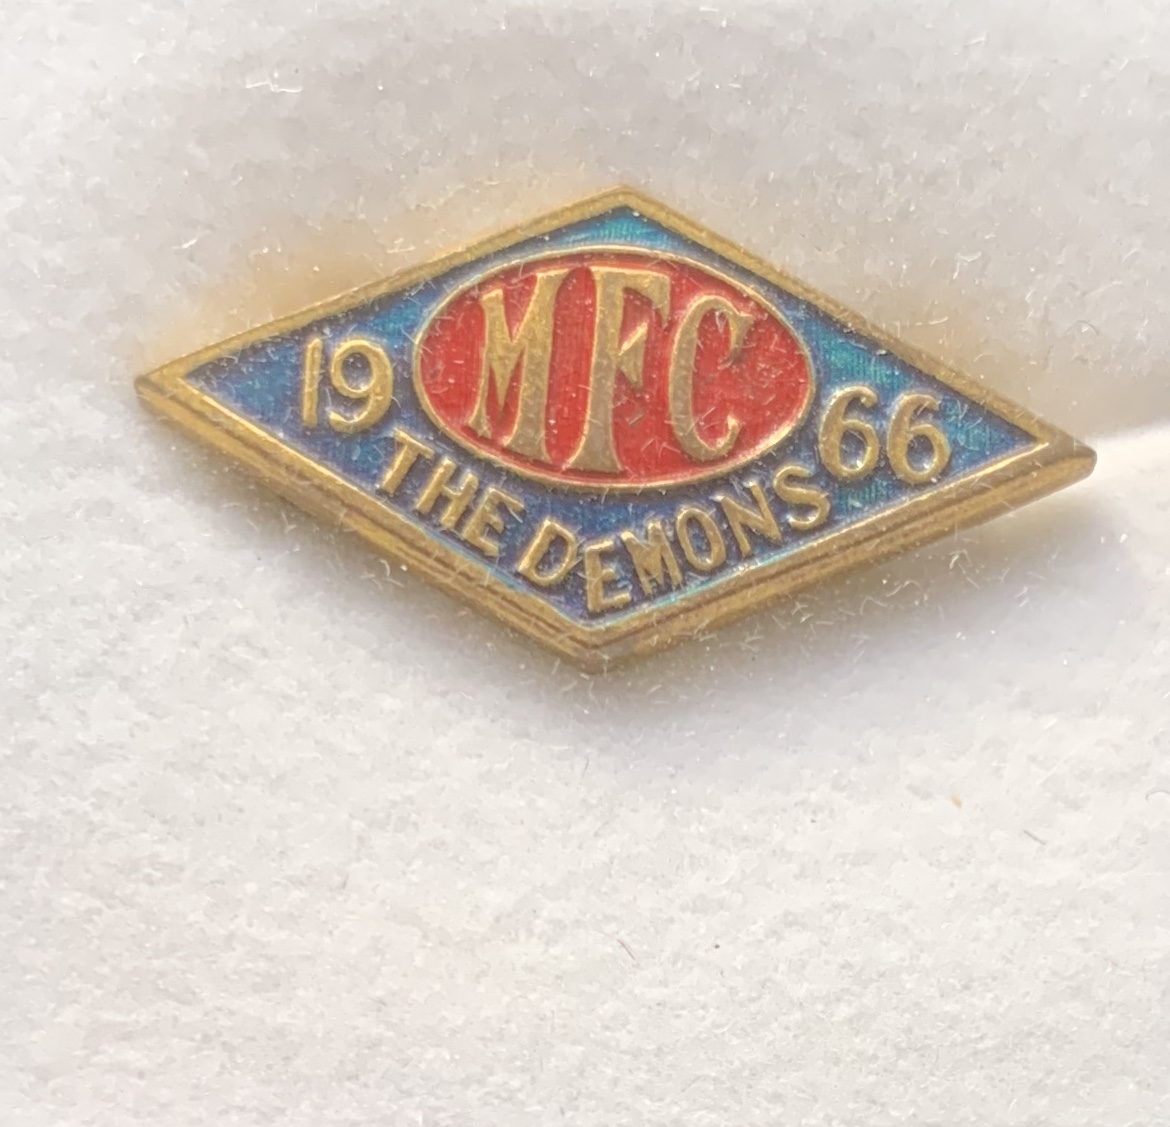 MFC
19 66
THE DEMONS